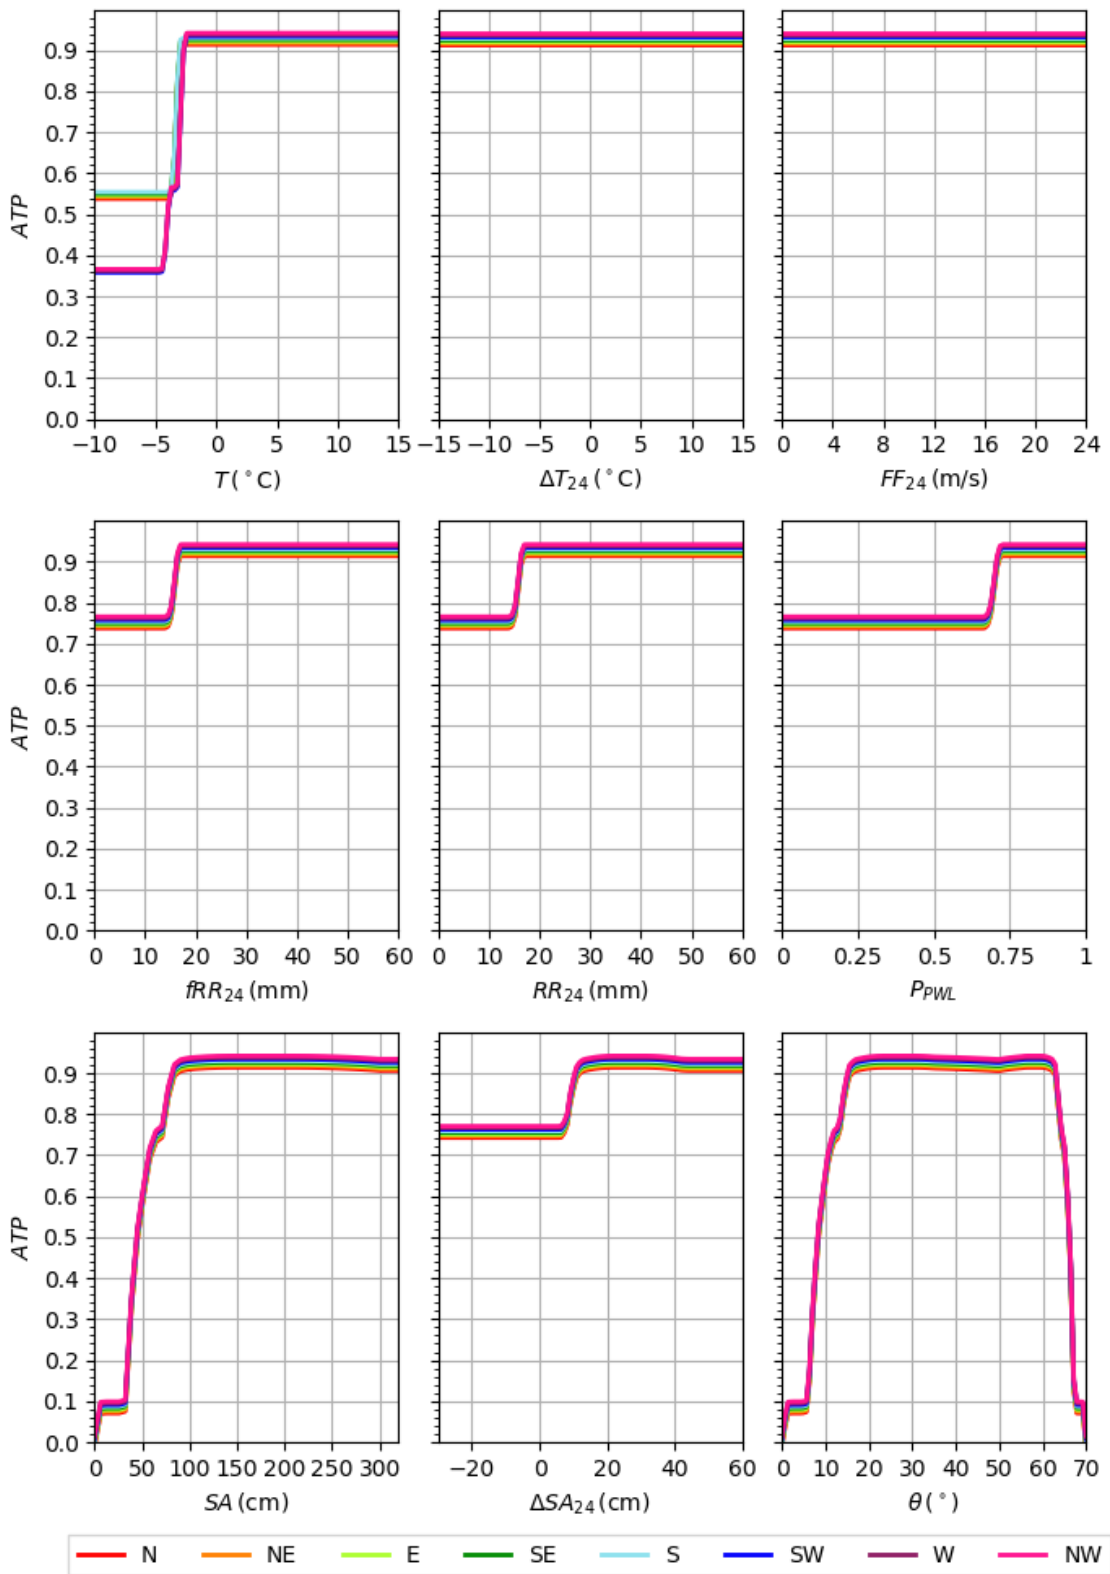 0.9
0.8
0.7
0.6
0.5
0.4
0.3
0.2
0.1
0.0
ATP
−10 −5 0 5 10 15
T (°C)
−15 −10 −5 0 5 10 15
ΔT24 (°C)
0 4 8 12 16 20 24
FF24 (m/s)
0.9
0.8
0.7
0.6
0.5
0.4
0.3
0.2
0.1
0.0
ATP
0 10 20 30 40 50 60
fRR24 (mm)
0 10 20 30 40 50 60
RR24 (mm)
0 0.25 0.5 0.75 1
PPWL
0.9
0.8
0.7
0.6
0.5
0.4
0.3
0.2
0.1
0.0
ATP
0 50 100 150 200 250 300
SA (cm)
−20 0 20 40 60
ΔSA24 (cm)
0 10 20 30 40 50 60 70
θ (°)
N NE E SE S SW W NW